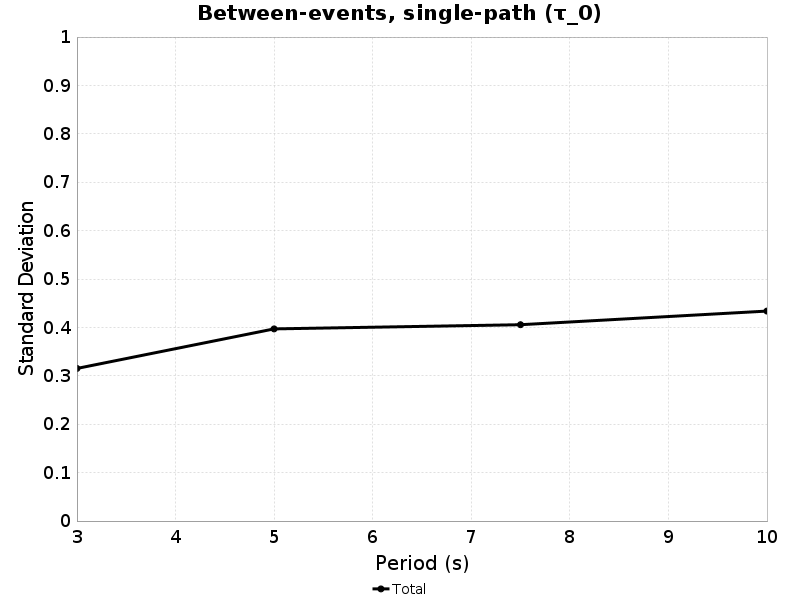 Between-events, single-path (τ_0)
1
0.9
0.8
0.7
0.6
0.5
0.4
0.3
0.2
0.1
0
Standard Deviation
3 4 5 6 7 8 9 10
Period (s)
Total